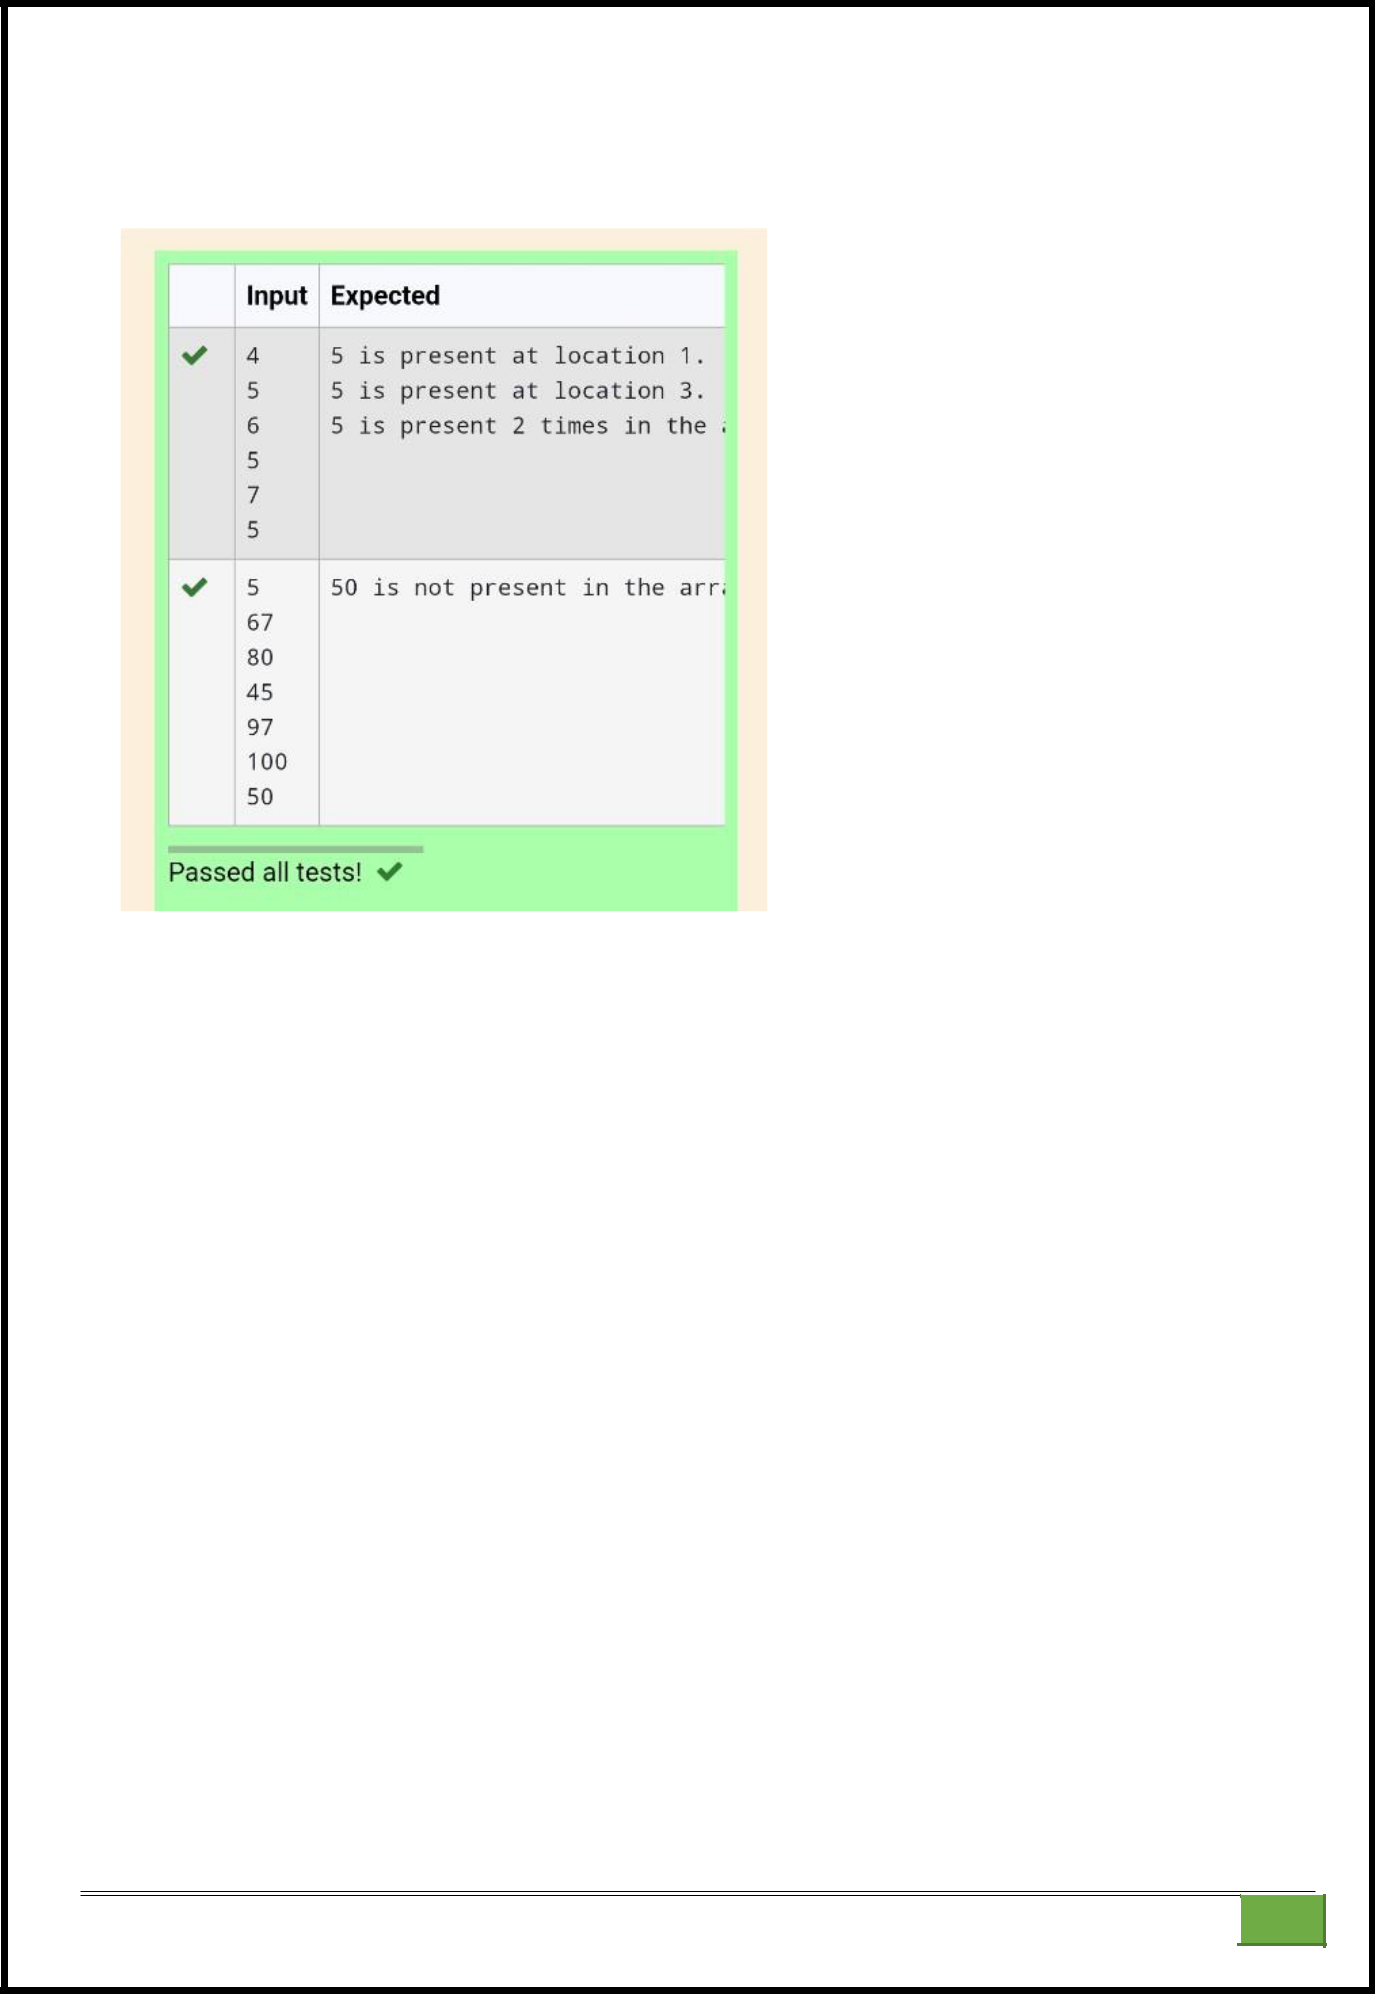 Input Expected
4 5 is present at location 1.
5 5 is present at location 3.
6 5 is present 2 times in the
5
7
5
5 50 is not present in the
67
80
45
97
100
50
Passed all tests!